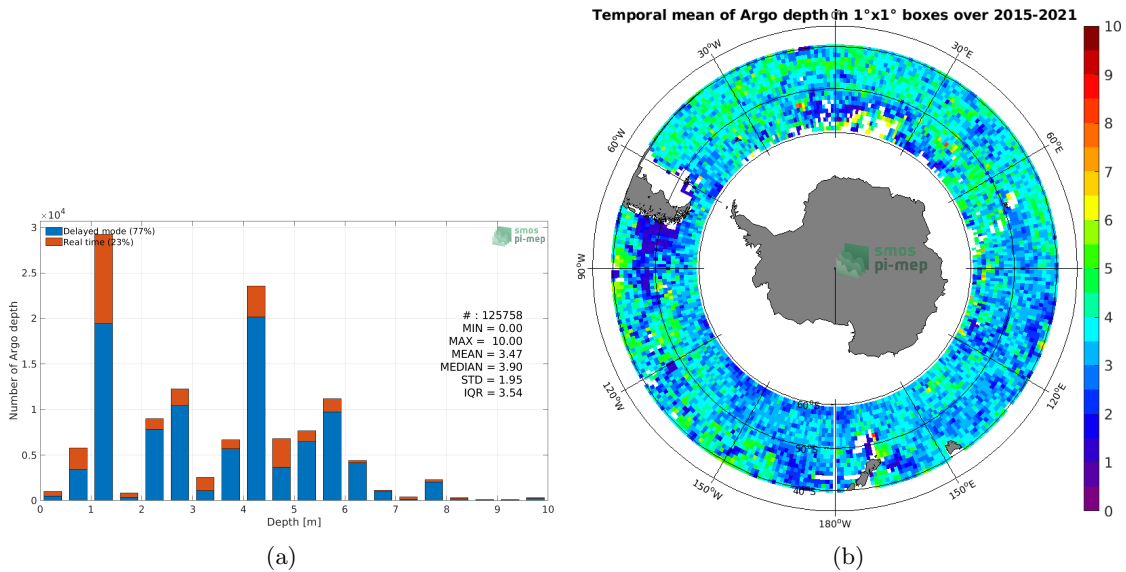 Temporal mean of Argo depth in 1°x1° boxes over 2015-2021
×10⁴
3
2.5
2
1.5
1
0.5
0
Number of Argo depth
Delayed mode (77%)
Real time (23%)
smos
pi-mep
# : 125758
MIN = 0.00
MAX = 10.00
MEAN = 3.47
MEDIAN = 3.90
STD = 1.95
IQR = 3.54
0 1 2 3 4 5 6 7 8 9 10
Depth [m]
(a)
0°
30°W
30°E
60°W
60°E
90°W
120°W
120°E
150°W
150°E
180°W
60°S
50°S
40°S
smos
pi-mep
10
9
8
7
6
5
4
3
2
1
0
(b)